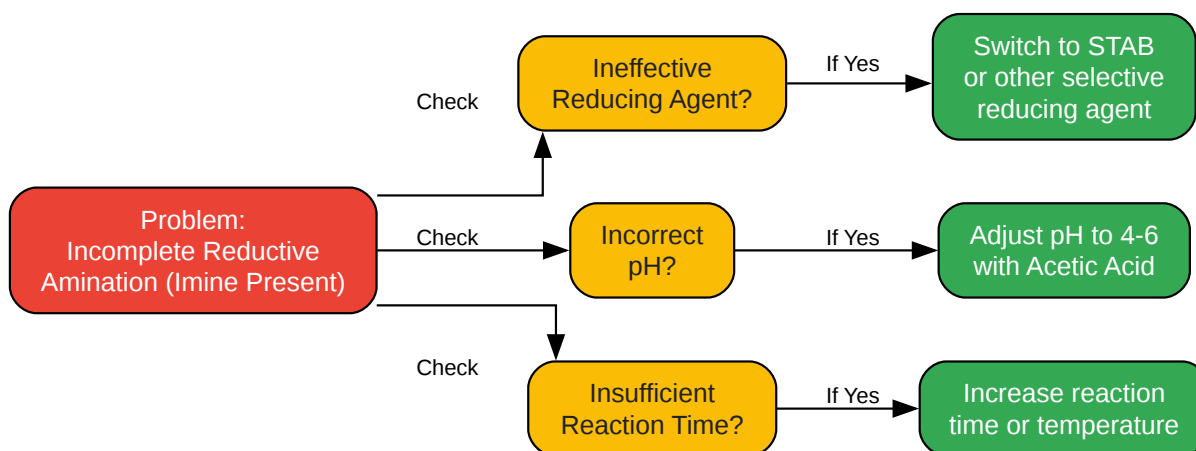 Problem:
Incomplete Reductive
Amination (Imine Present)
Check
Ineffective
Reducing Agent?
If Yes
Switch to STAB
or other selective
reducing agent
Check
Incorrect
pH?
If Yes
Adjust pH to 4-6
with Acetic Acid
Check
Insufficient
Reaction Time?
If Yes
Increase reaction
time or temperature